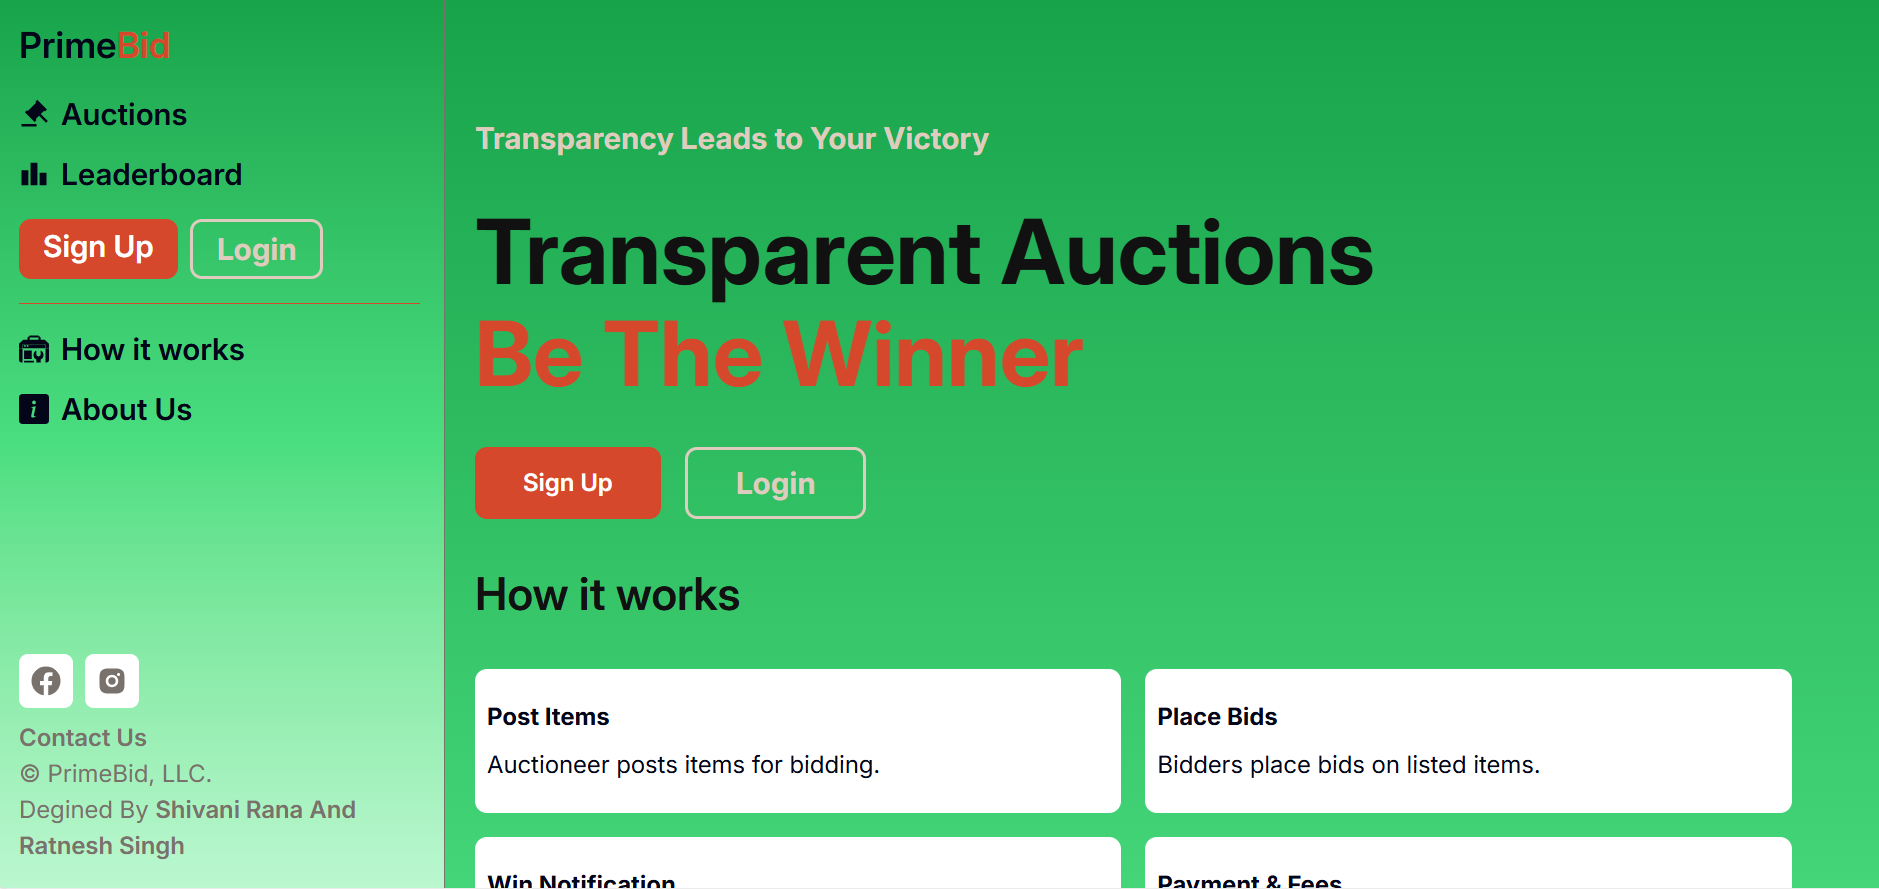 PrimeBid
Auctions
Leaderboard
Sign Up
Login
How it works
About Us
Contact Us
© PrimeBid, LLC.
Degined By Shivani Rana And
Ratnesh Singh
Transparency Leads to Your Victory
Transparent Auctions
Be The Winner
Sign Up
Login
How it works
Post Items
Auctioneer posts items for bidding.
Place Bids
Bidders place bids on listed items.
Win Notification
Payment & Fees